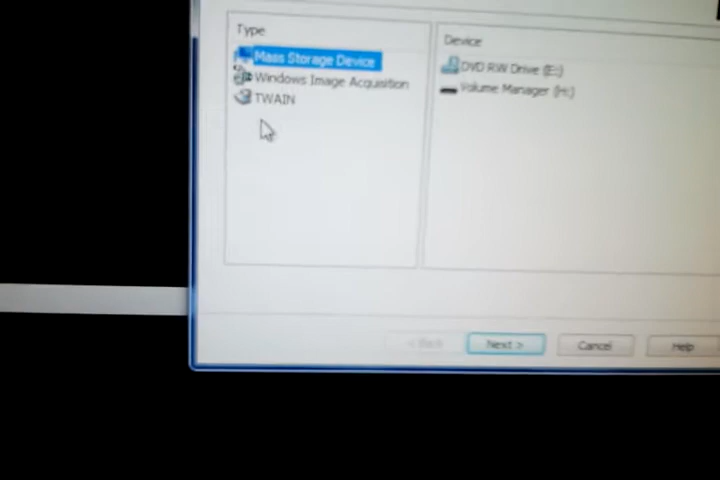 Type
Mass Storage Device
Windows Image Acquisition
TWAIN
Device
DVD RW Drive (E:)
Volume Manager (H:)
< Back
Next >
Cancel
Help